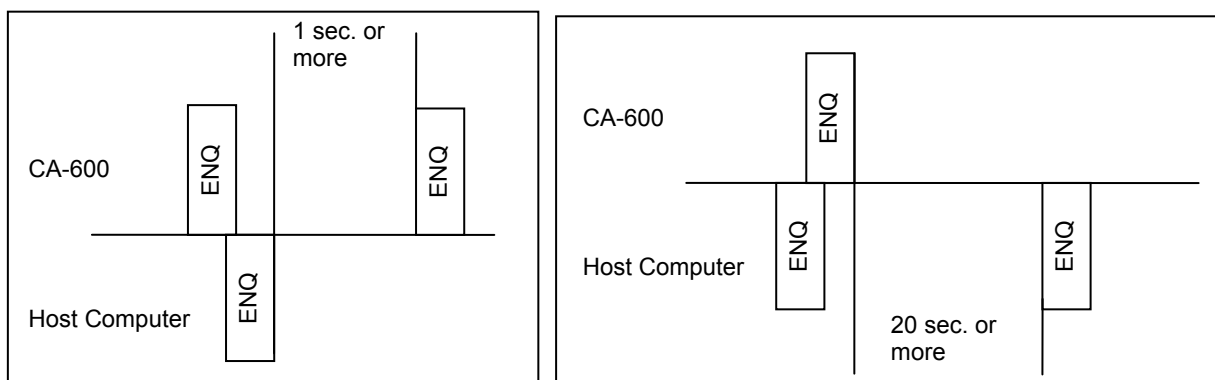 1 sec. or
more
CA-600
ENQ
ENQ
ENQ
Host Computer
CA-600
ENQ
ENQ
ENQ
Host Computer
20 sec. or
more